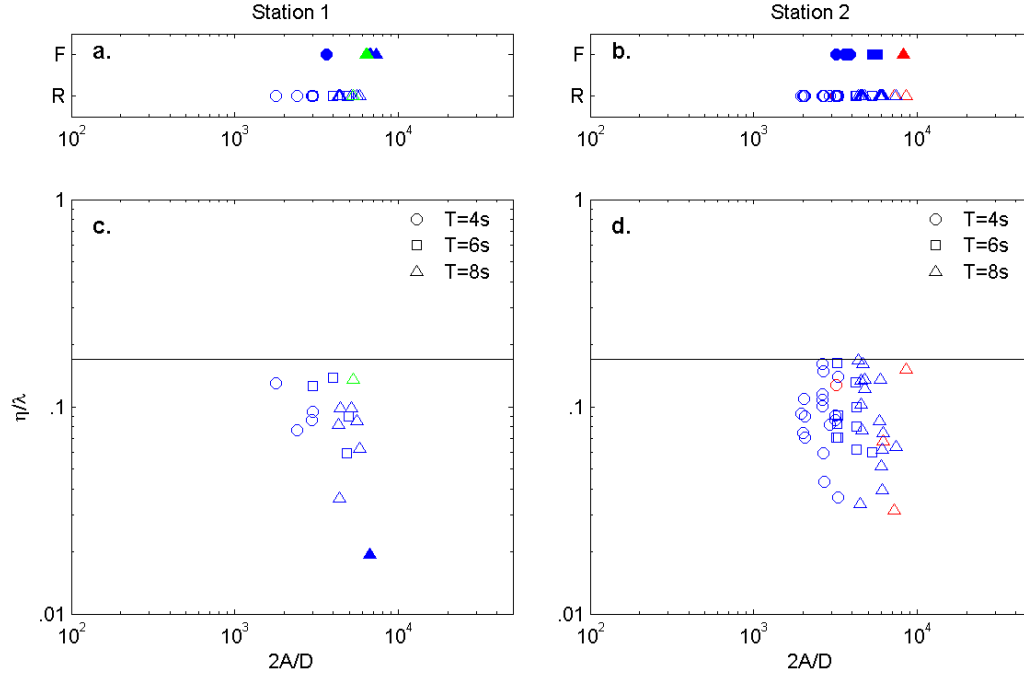 Station 1 Station 2
a. b.
F F
R R
10² 10³ 10⁴ 10² 10³ 10⁴
1 1
c. d.
T=4s T=4s
T=6s T=6s
T=8s T=8s
η/λ .1 .1
.01 .01
10² 10³ 10⁴ 10² 10³ 10⁴
2A/D 2A/D